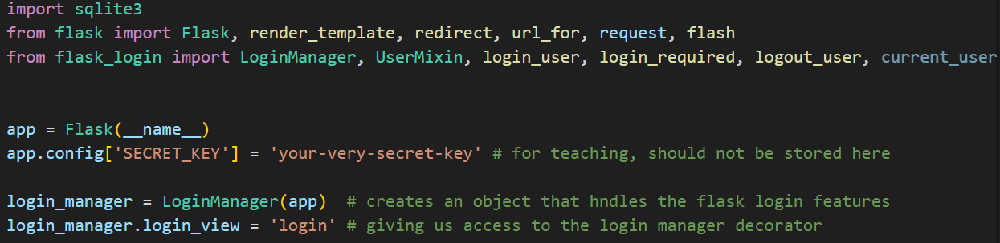 import sqlite3
from flask import Flask, render_template, redirect, url_for, request, flash
from flask_login import LoginManager, UserMixin, login_user, login_required, logout_user, current_user
app = Flask(__name__)
app.config['SECRET_KEY'] = 'your-very-secret-key' # for teaching, should not be stored here
login_manager = LoginManager(app)  # creates an object that hndles the flask login features
login_manager.login_view = 'login' # giving us access to the login manager decorator